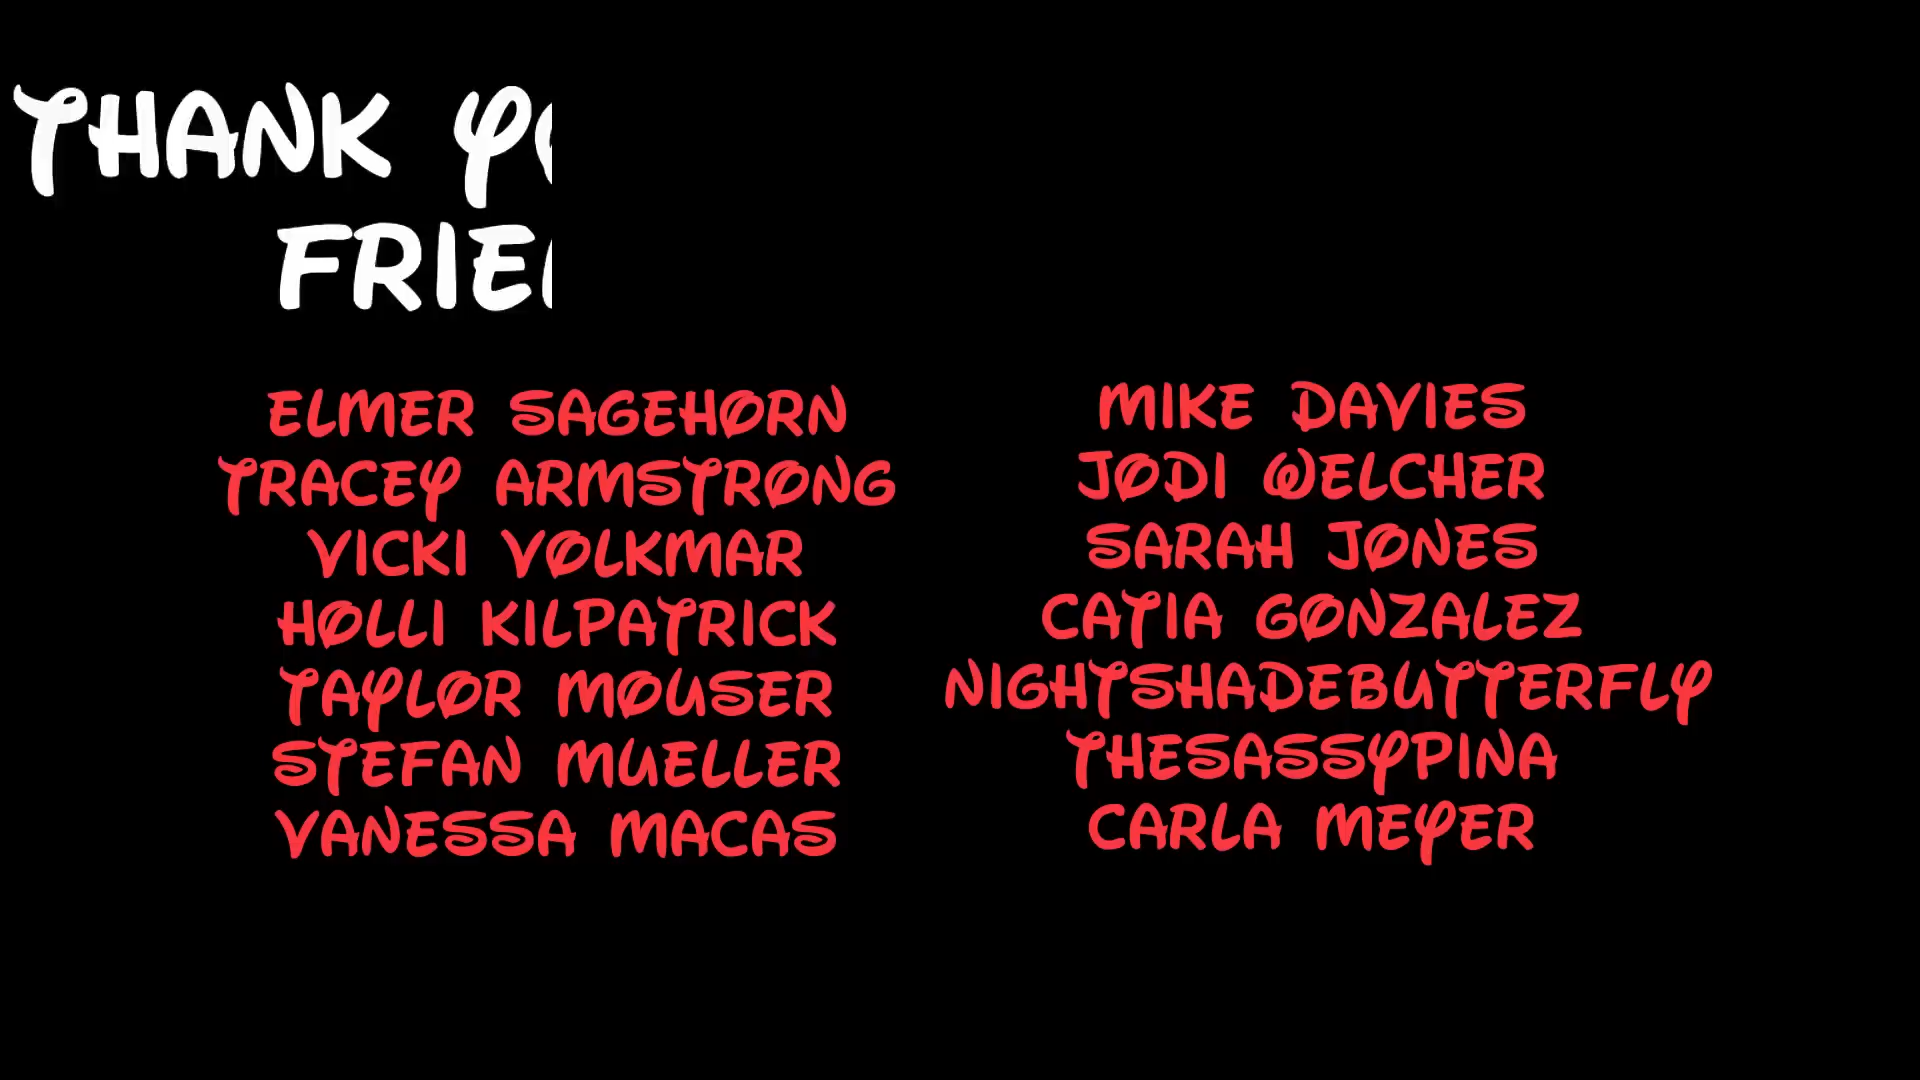 THANK YO
FRIE
ELMER SAGEHORN
TRACEY ARMSTRONG
VICKI VOLKMAR
HOLLI KILPATRICK
TAYLOR MOUSER
STEFAN MUELLER
VANESSA MACAS
MIKE DAVIES
JODI WELCHER
SARAH JONES
CATIA GONZALEZ
NIGHTSHADEBUTTERFLY
THESASSYPINA
CARLA MEYER